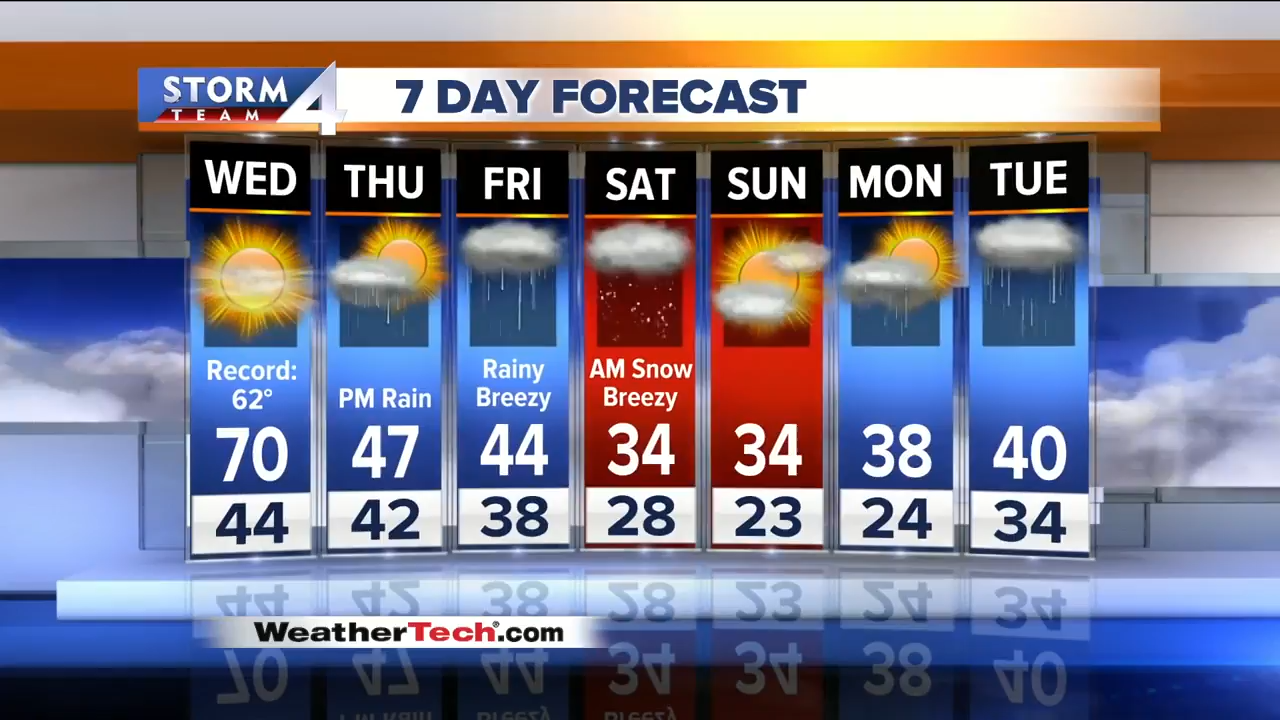 STORM
TEAM
4
7 DAY FORECAST
WED
THU
FRI
SAT
SUN
MON
TUE
Record:
62°
PM Rain
Rainy
Breezy
AM Snow
Breezy
70
47
44
34
34
38
40
44
42
38
28
23
24
34
WeatherTech®.com